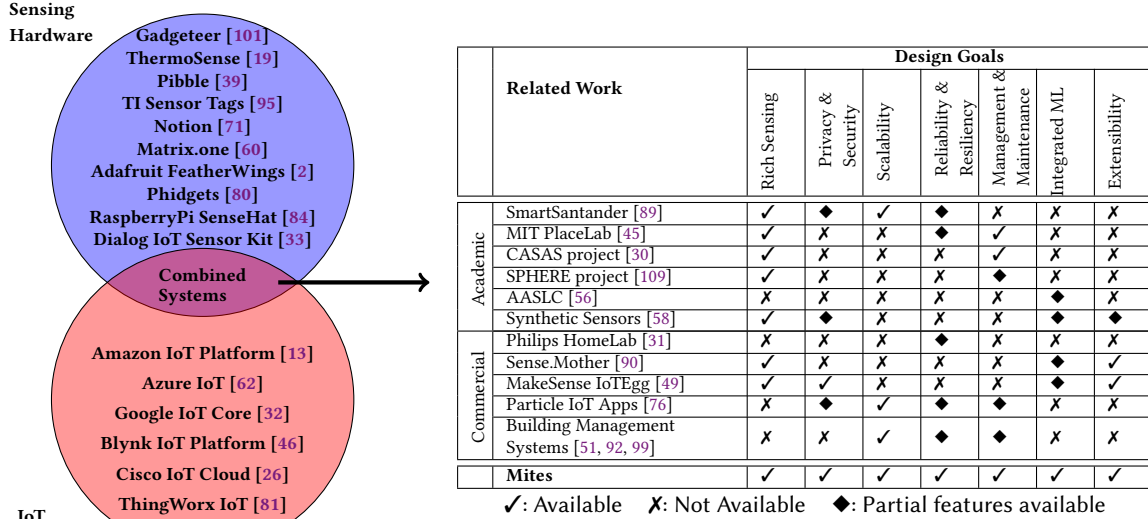 Sensing
Hardware
Gadgeteer [101]
ThermoSense [19]
Pibble [39]
TI Sensor Tags [95]
Notion [71]
Matrix.one [60]
Adafruit FeatherWings [2]
Phidgets [80]
RaspberryPi SenseHat [84]
Dialog IoT Sensor Kit [33]
Combined
Systems
Amazon IoT Platform [13]
Azure IoT [62]
Google IoT Core [32]
Blynk IoT Platform [46]
Cisco IoT Cloud [26]
ThingWorx IoT [81]
IoT
Design Goals
Related Work
Rich Sensing
Privacy &
Security
Scalability
Reliability &
Resiliency
Management &
Maintenance
Integrated ML
Extensibility
Academic
SmartSantander [89] ✓ ◆ ✓ ◆ ✗ ✗ ✗
MIT PlaceLab [45] ✓ ✗ ✗ ◆ ✓ ✗ ✗
CASAS project [30] ✓ ✗ ✗ ✗ ✓ ✗ ✗
SPHERE project [109] ✓ ✗ ✗ ✗ ◆ ✗ ✗
AASLC [56] ✗ ✗ ✗ ✗ ✗ ◆ ✗
Synthetic Sensors [58] ✓ ◆ ✗ ✗ ✗ ◆ ◆
Commercial
Philips HomeLab [31] ✗ ✗ ✗ ◆ ✗ ✗ ✗
Sense.Mother [90] ✓ ✗ ✗ ✗ ✗ ◆ ✓
MakeSense IoTEgg [49] ✓ ✓ ✗ ✗ ✗ ◆ ✓
Particle IoT Apps [76] ✗ ◆ ✓ ◆ ◆ ✗ ✗
Building Management
Systems [51, 92, 99] ✗ ✗ ✓ ◆ ◆ ✗ ✗
Mites ✓ ✓ ✓ ✓ ✓ ✓ ✓
✓: Available ✗: Not Available ◆: Partial features available